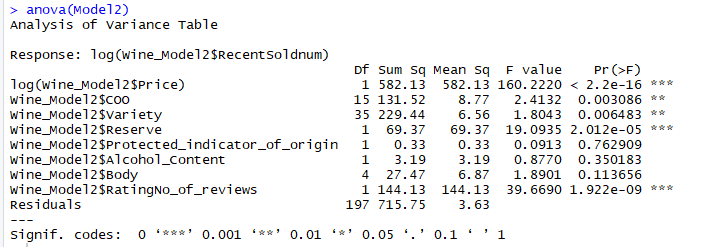 > anova(Model2)
Analysis of Variance Table

Response: log(Wine_Model2$RecentSoldnum)
                                      Df Sum Sq Mean Sq  F value    Pr(>F)    
log(Wine_Model2$Price)                 1 582.13  582.13 160.2220 < 2.2e-16 ***
Wine_Model2$COO                       15 131.52    8.77   2.4132  0.003086 ** 
Wine_Model2$Variety                   35 229.44    6.56   1.8043  0.006483 ** 
Wine_Model2$Reserve                    1  69.37   69.37  19.0935 2.012e-05 ***
Wine_Model2$Protected_indicator_of_origin   1   0.33    0.33   0.0913  0.762909    
Wine_Model2$Alcohol_Content            1   3.19    3.19   0.8770  0.350183    
Wine_Model2$Body                       4  27.47    6.87   1.8901  0.113656    
Wine_Model2$RatingNo_of_reviews        1 144.13  144.13  39.6690 1.922e-09 ***
Residuals                            197 715.75    3.63                       
---
Signif. codes:  0 ‘***’ 0.001 ‘**’ 0.01 ‘*’ 0.05 ‘.’ 0.1 ‘ ’ 1